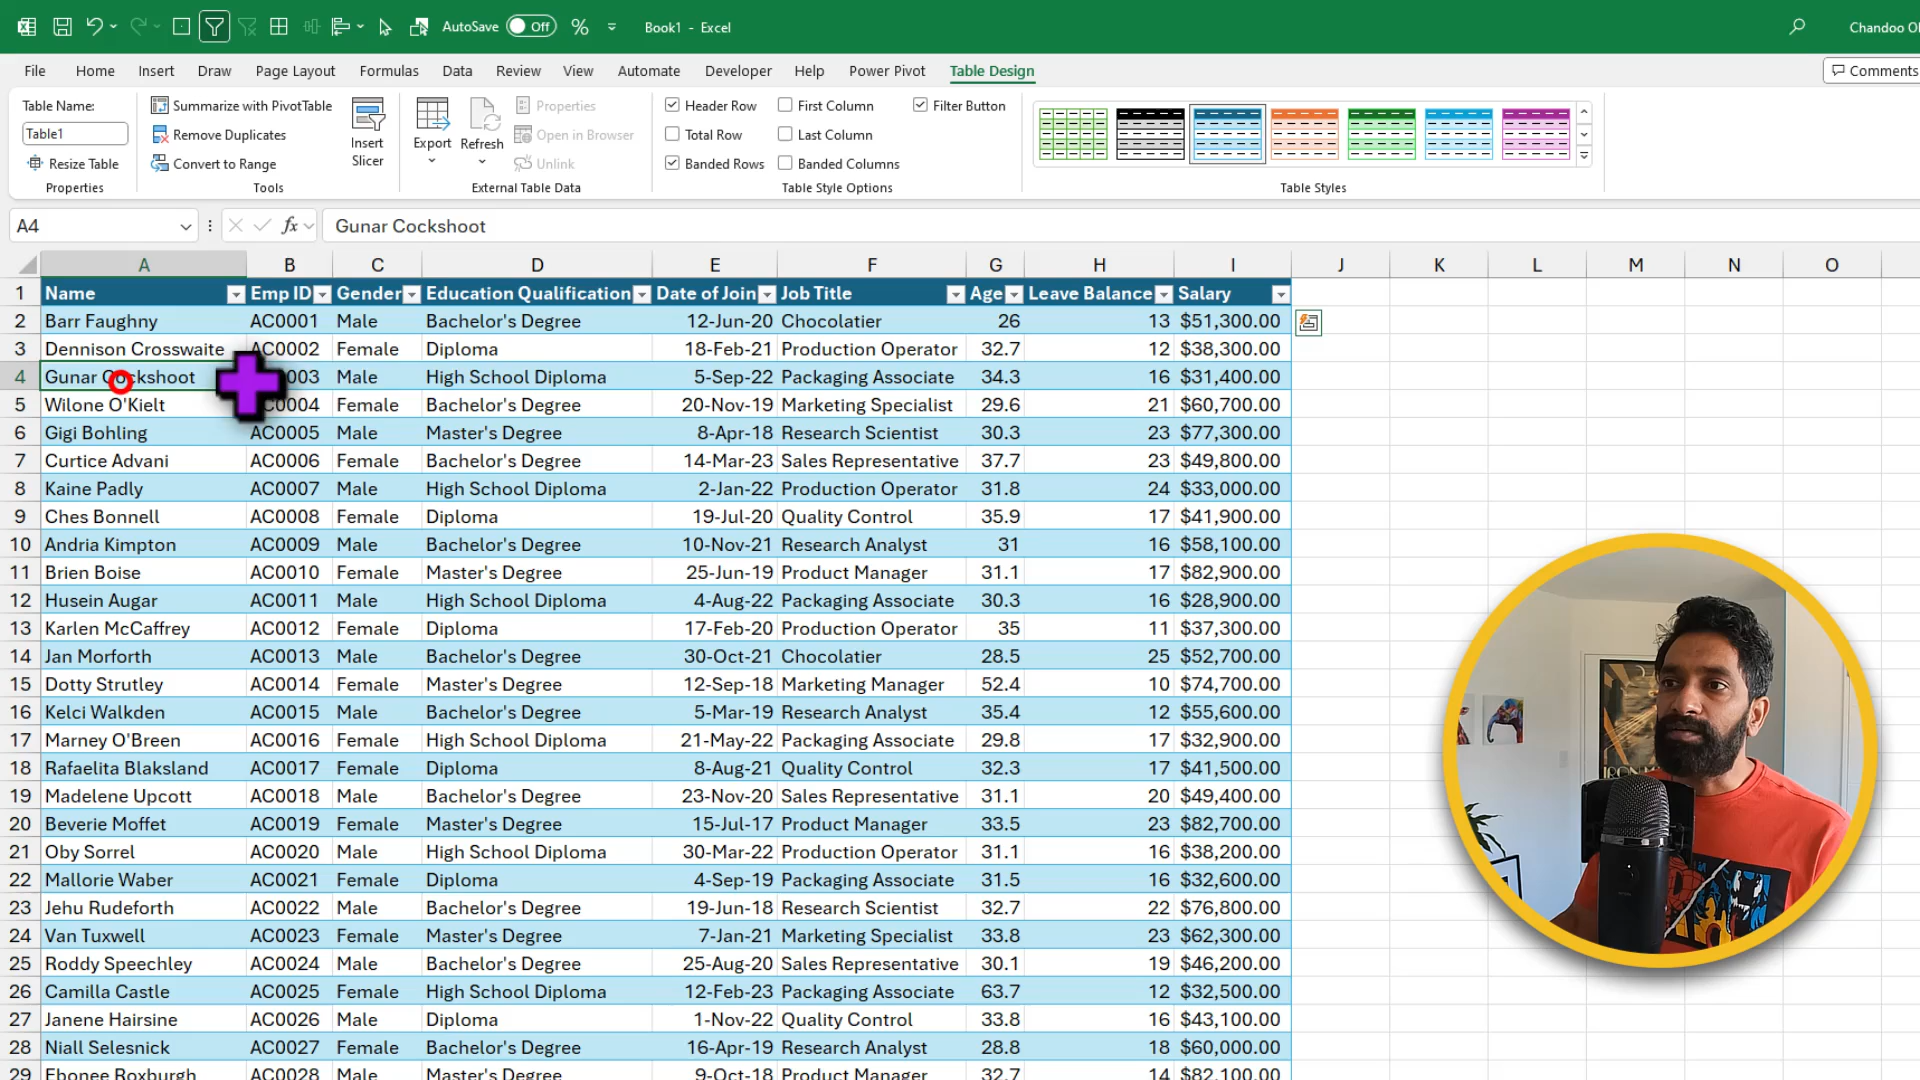 AutoSave Off Book1 - Excel Chandoo
File Home Insert Draw Page Layout Formulas Data Review View Automate Developer Help Power Pivot Table Design Comments
Table Name: Summarize with PivotTable Properties Header Row First Column Filter Button
Table1 Remove Duplicates Insert Slicer Export Refresh Open in Browser Total Row Last Column
Resize Table Convert to Range Unlink Banded Rows Banded Columns
Properties Tools External Table Data Table Style Options Table Styles
A4 fx Gunar Cockshoot
A B C D E F G H I J K L M N O
1 Name Emp ID Gender Education Qualification Date of Join Job Title Age Leave Balance Salary
2 Barr Faughny AC0001 Male Bachelor's Degree 12-Jun-20 Chocolatier 26 13 $51,300.00
3 Dennison Crosswaite AC0002 Female Diploma 18-Feb-21 Production Operator 32.7 12 $38,300.00
4 Gunar Cockshoot 003 Male High School Diploma 5-Sep-22 Packaging Associate 34.3 16 $31,400.00
5 Wilone O'Kielt C0004 Female Bachelor's Degree 20-Nov-19 Marketing Specialist 29.6 21 $60,700.00
6 Gigi Bohling AC0005 Male Master's Degree 8-Apr-18 Research Scientist 30.3 23 $77,300.00
7 Curtice Advani AC0006 Female Bachelor's Degree 14-Mar-23 Sales Representative 37.7 23 $49,800.00
8 Kaine Padly AC0007 Male High School Diploma 2-Jan-22 Production Operator 31.8 24 $33,000.00
9 Ches Bonnell AC0008 Female Diploma 19-Jul-20 Quality Control 35.9 17 $41,900.00
10 Andria Kimpton AC0009 Male Bachelor's Degree 10-Nov-21 Research Analyst 31 16 $58,100.00
11 Brien Boise AC0010 Female Master's Degree 25-Jun-19 Product Manager 31.1 17 $82,900.00
12 Husein Augar AC0011 Male High School Diploma 4-Aug-22 Packaging Associate 30.3 16 $28,900.00
13 Karlen McCaffrey AC0012 Female Diploma 17-Feb-20 Production Operator 35 11 $37,300.00
14 Jan Morforth AC0013 Male Bachelor's Degree 30-Oct-21 Chocolatier 28.5 25 $52,700.00
15 Dotty Strutley AC0014 Female Master's Degree 12-Sep-18 Marketing Manager 52.4 10 $74,700.00
16 Kelci Walkden AC0015 Male Bachelor's Degree 5-Mar-19 Research Analyst 35.4 12 $55,600.00
17 Marney O'Breen AC0016 Female High School Diploma 21-May-22 Packaging Associate 29.8 17 $32,900.00
18 Rafaelita Blaksland AC0017 Female Diploma 8-Aug-21 Quality Control 32.3 17 $41,500.00
19 Madelene Upcott AC0018 Male Bachelor's Degree 23-Nov-20 Sales Representative 31.1 20 $49,400.00
20 Beverie Moffet AC0019 Female Master's Degree 15-Jul-17 Product Manager 33.5 23 $82,700.00
21 Oby Sorrel AC0020 Male High School Diploma 30-Mar-22 Production Operator 31.1 16 $38,200.00
22 Mallorie Waber AC0021 Female Diploma 4-Sep-19 Packaging Associate 31.5 16 $32,600.00
23 Jehu Rudeforth AC0022 Male Bachelor's Degree 19-Jun-18 Research Scientist 32.7 22 $76,800.00
24 Van Tuxwell AC0023 Female Master's Degree 7-Jan-21 Marketing Specialist 33.8 23 $62,300.00
25 Roddy Speechley AC0024 Male Bachelor's Degree 25-Aug-20 Sales Representative 30.1 19 $46,200.00
26 Camilla Castle AC0025 Female High School Diploma 12-Feb-23 Packaging Associate 63.7 12 $32,500.00
27 Janene Hairsine AC0026 Male Diploma 1-Nov-22 Quality Control 33.8 16 $43,100.00
28 Niall Selesnick AC0027 Female Bachelor's Degree 16-Apr-19 Research Analyst 28.8 18 $60,000.00
29 Ebonee Roxburgh AC0028 Male Master's Degree 9-Oct-18 Product Manager 32.7 14 $82,100.00